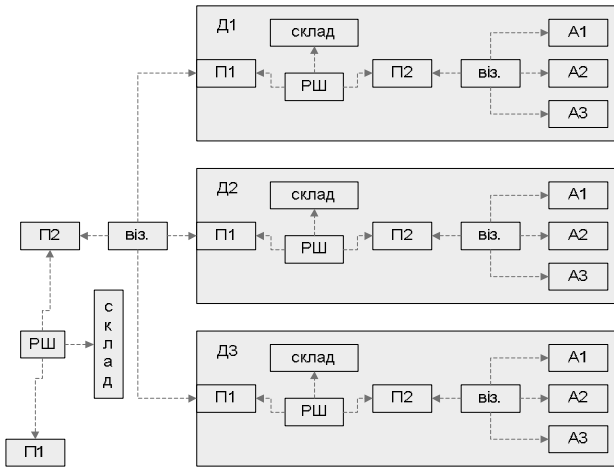 Д1
склад
П1
РШ
П2
віз.
А1
А2
А3
Д2
склад
П1
РШ
П2
віз.
А1
А2
А3
Д3
склад
П1
РШ
П2
віз.
А1
А2
А3
П2
віз.
РШ
с
к
л
а
д
П1